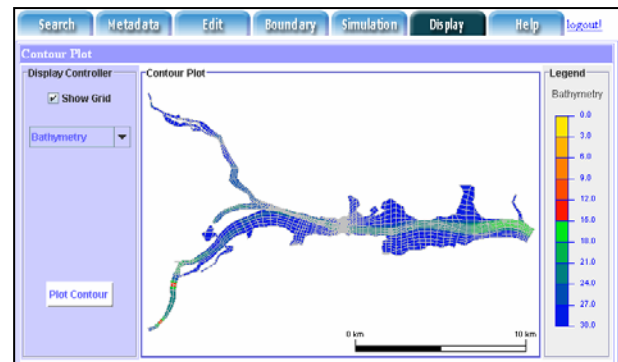 Search Metadata Edit Boundary Simulation Display Help logout!
Contour Plot
Display Controller
Show Grid
Bathymetry
Plot Contour
Contour Plot
0 km 10 km
Legend
Bathymetry
0.0
3.0
6.0
9.0
12.0
15.0
18.0
21.0
24.0
27.0
30.0